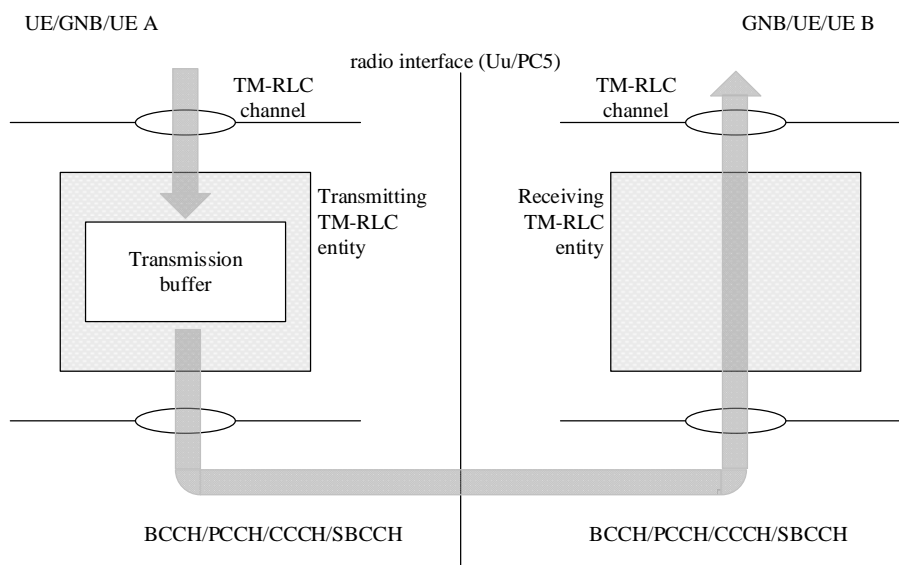 UE/GNB/UE A
GNB/UE/UE B
radio interface (Uu/PC5)
TM-RLC
channel
TM-RLC
channel
Transmitting
TM-RLC
entity
Receiving
TM-RLC
entity
Transmission
buffer
BCCH/PCCH/CCCH/SBCCH
BCCH/PCCH/CCCH/SBCCH